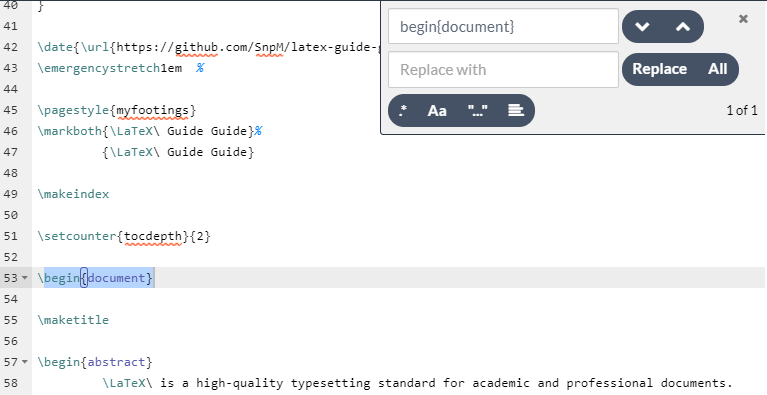 40 }
41
42 \date{\url{https://github.com/SnpM/latex-guide-
43 \emergencystretch1em %
44
45 \pagestyle{myfootings}
46 \markboth{\LaTeX\ Guide Guide}%
47 {\LaTeX\ Guide Guide}
48
49 \makeindex
50
51 \setcounter{tocdepth}{2}
52
53 \begin{document}
54
55 \maketitle
56
57 \begin{abstract}
58 \LaTeX\ is a high-quality typesetting standard for academic and professional documents.
begin{document}
Replace with
Replace All
.* Aa "..."
1 of 1